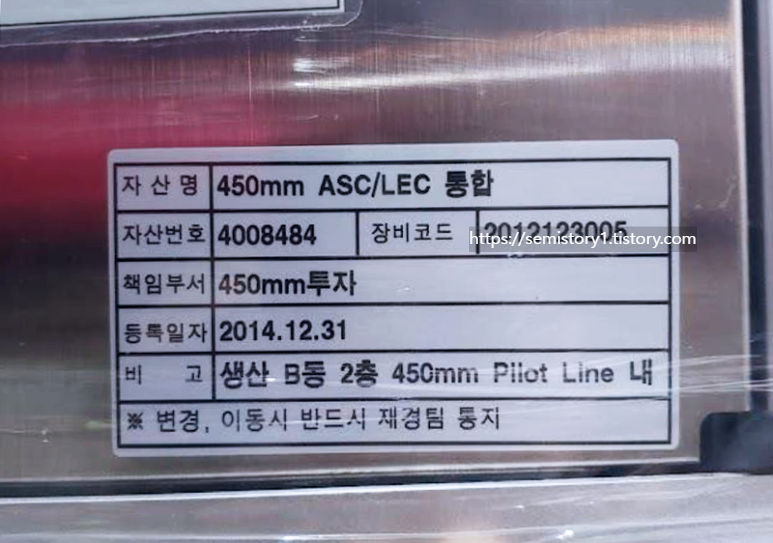 자 산 명 450mm ASC/LEC 통합
자산번호 4008484 장비코드 2012123005
https://semistory1.tistory.com
책임부서 450mm투자
등록일자 2014.12.31
비 고 생산 B동 2층 450mm Pilot Line 내
※ 변경, 이동시 반드시 재경팀 통지